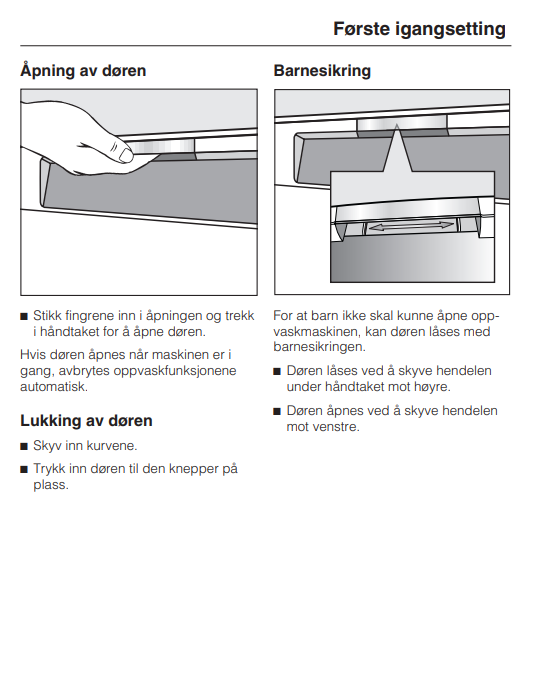 Første igangsetting
Åpning av døren
■ Stikk fingrene inn i åpningen og trekk
i håndtaket for å åpne døren.
Hvis døren åpnes når maskinen er i
gang, avbrytes oppvaskfunksjonene
automatisk.
Lukking av døren
■ Skyv inn kurvene.
■ Trykk inn døren til den knepper på
plass.
Barnesikring
For at barn ikke skal kunne åpne opp-
vaskmaskinen, kan døren låses med
barnesikringen.
■ Døren låses ved å skyve hendelen
under håndtaket mot høyre.
■ Døren åpnes ved å skyve hendelen
mot venstre.